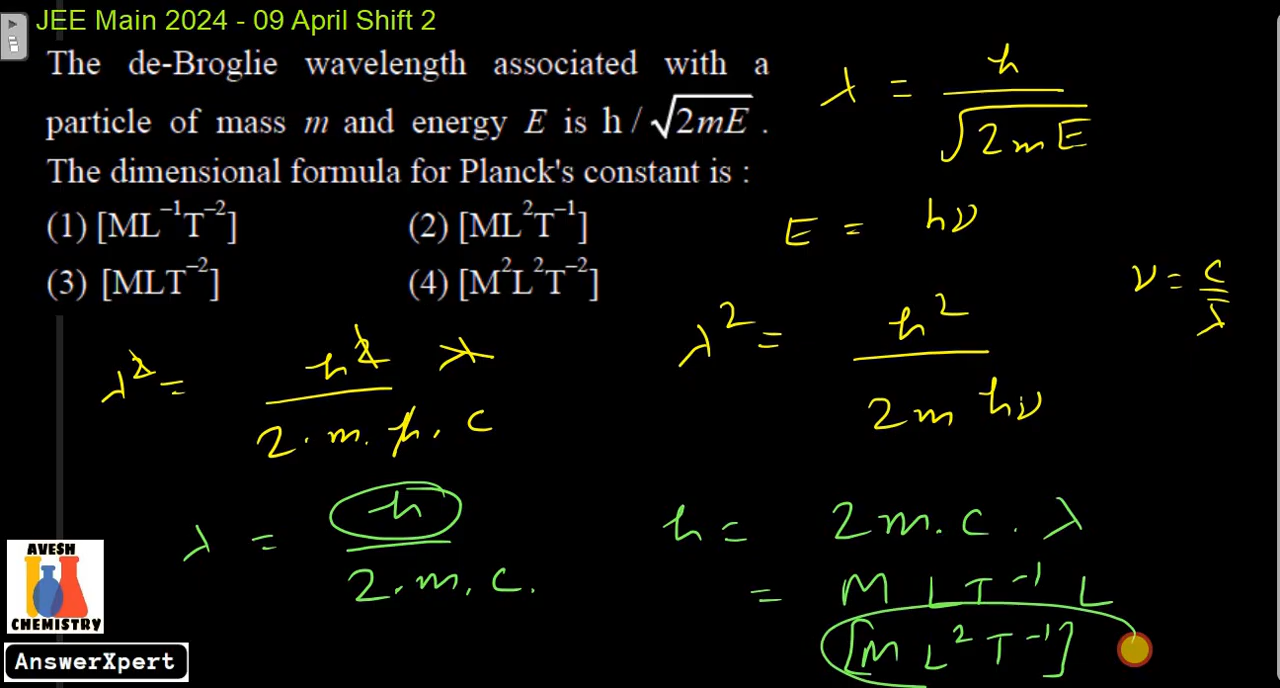 JEE Main 2024 - 09 April Shift 2
The de-Broglie wavelength associated with a
particle of mass m and energy E is h / √2mE .
The dimensional formula for Planck's constant is :
(1) [ML⁻¹T⁻²] (2) [ML²T⁻¹]
(3) [MLT⁻²] (4) [M²L²T⁻²]
λ = h / √2mE
E = hν
ν = c / λ
λ² = h² / 2m hν
λ² = h² λ / 2. m. h. c
λ = h / 2. m. c.
h = 2m. c. λ
= M L T⁻¹ L
[M L² T⁻¹]
AVESH
CHEMISTRY
AnswerXpert